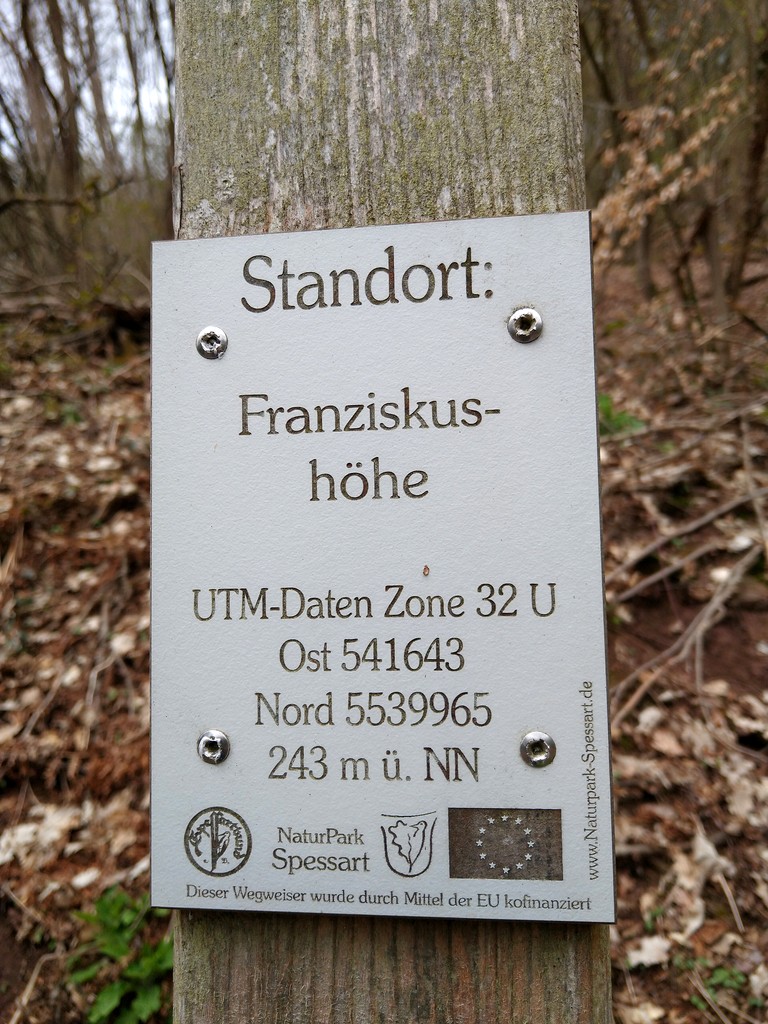 Standort:
Franziskus-
höhe
UTM-Daten Zone 32 U
Ost 541643
Nord 5539965
243 m ü. NN
NaturPark
Spessart
Dieser Wegweiser wurde durch Mittel der EU kofinanziert
www.Naturpark-Spessart.de